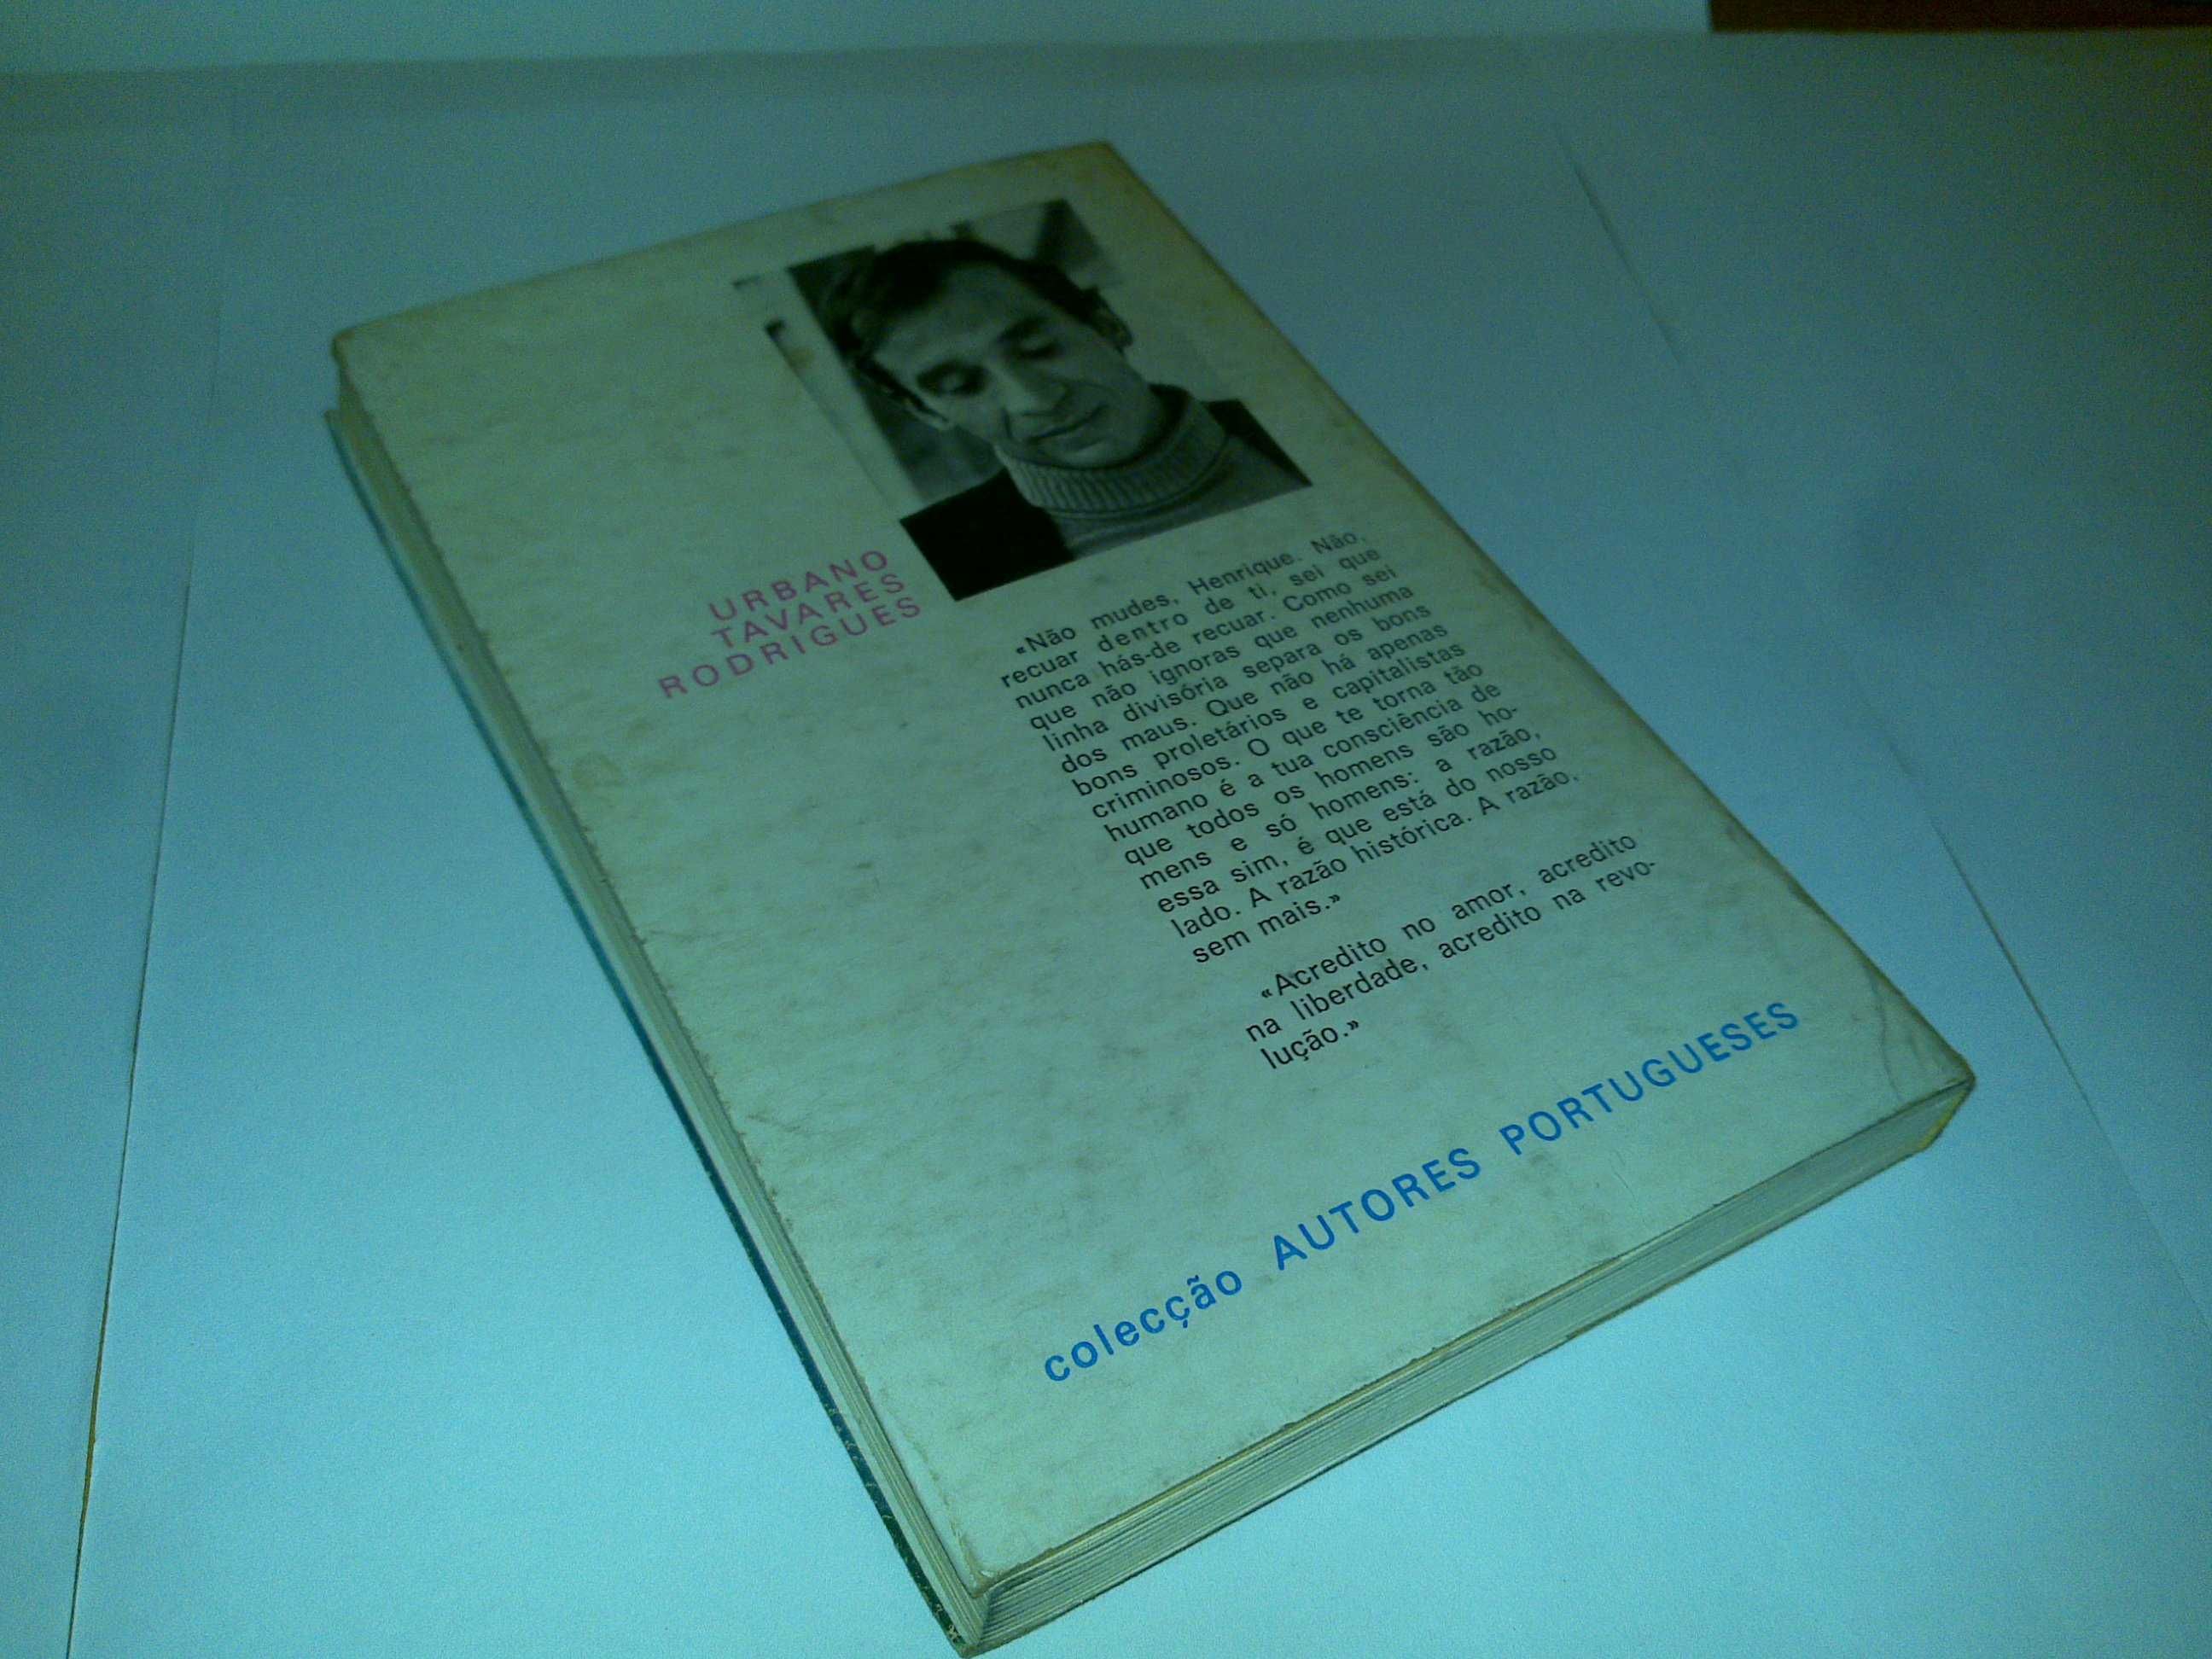 URBANO
TAVARES
RODRIGUES
«Não mudes, Henrique. Não,
recuar dentro de ti, sei que
nunca hás-de recuar. Como sei
que não ignoras que nenhuma
linha divisória separa os bons
dos maus. Que não há apenas
bons proletários e capitalistas
criminosos. O que te torna tão
humano é a tua consciência de
que todos os homens são ho-
mens e só homens: a razão,
essa sim, é que está do nosso
lado. A razão histórica. A razão,
sem mais.»
«Acredito no amor, acredito
na liberdade, acredito na revo-
lução.»
colecção AUTORES PORTUGUESES